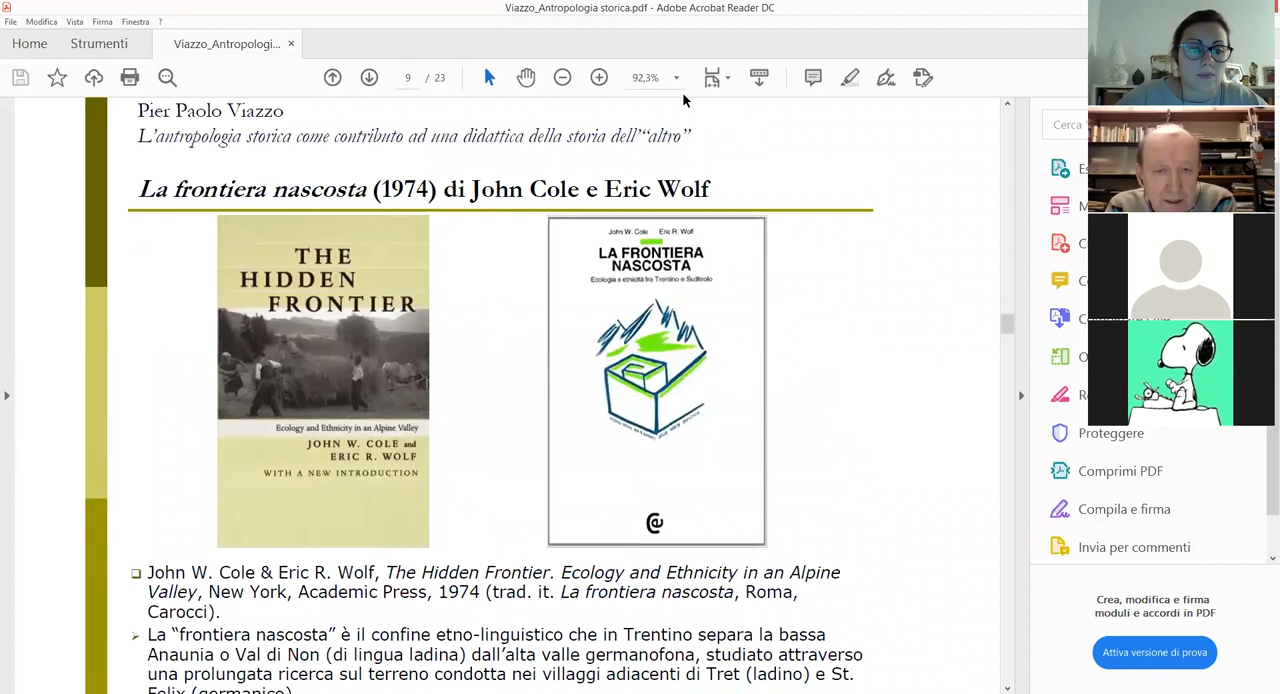 Viazzo_Antropologia storica.pdf - Adobe Acrobat Reader DC
File Modifica Vista Firma Finestra ?
Home Strumenti Viazzo_Antropologi... ×
9 / 23 92,3%
Pier Paolo Viazzo
L’antropologia storica come contributo ad una didattica della storia dell’“altro”
La frontiera nascosta (1974) di John Cole e Eric Wolf
THE
HIDDEN
FRONTIER
Ecology and Ethnicity in an Alpine Valley
JOHN W. COLE and
ERIC R. WOLF
WITH A NEW INTRODUCTION
John W. Cole Eric R. Wolf
LA FRONTIERA
NASCOSTA
Ecologia e etnicità fra Trentino e Sudtirolo
John W. Cole & Eric R. Wolf, The Hidden Frontier. Ecology and Ethnicity in an Alpine
Valley, New York, Academic Press, 1974 (trad. it. La frontiera nascosta, Roma,
Carocci).
La “frontiera nascosta” è il confine etno-linguistico che in Trentino separa la bassa
Anaunia o Val di Non (di lingua ladina) dall’alta valle germanofona, studiato attraverso
una prolungata ricerca sul terreno condotta nei villaggi adiacenti di Tret (ladino) e St.
Felix (germanico)
Cerca
Proteggere
Comprimi PDF
Compila e firma
Invia per commenti
Crea, modifica e firma
moduli e accordi in PDF
Attiva versione di prova